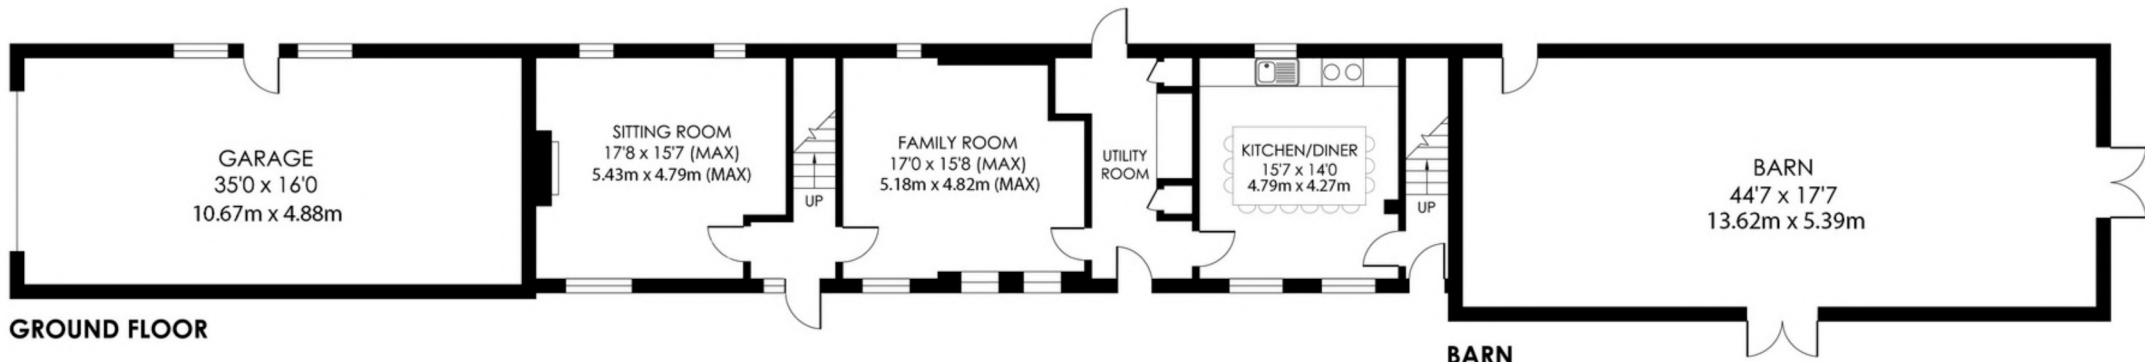 GARAGE
35'0 x 16'0
10.67m x 4.88m
SITTING ROOM
17'8 x 15'7 (MAX)
5.43m x 4.79m (MAX)
UP
FAMILY ROOM
17'0 x 15'8 (MAX)
5.18m x 4.82m (MAX)
UTILITY
ROOM
KITCHEN/DINER
15'7 x 14'0
4.79m x 4.27m
UP
BARN
44'7 x 17'7
13.62m x 5.39m
GROUND FLOOR
BARN